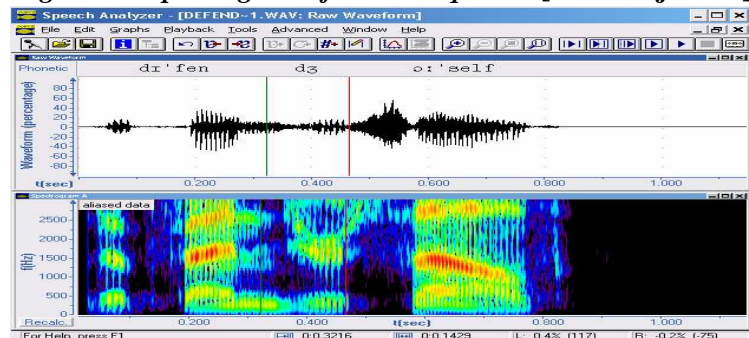 Speech Analyzer - [DEFEND~1.WAV: Raw Waveform]
File Edit Graphs Playback Tools Advanced Window Help
Raw Waveform
Phonetic dɪˈfen dʒ ɔːˈself
Waveform (percentage)
80
60
40
20
0
-20
-40
-60
-80
t(sec) 0.200 0.400 0.600 0.800 1.000
Spectrogram A
aliased data
f(Hz)
2500
2000
1500
1000
500
0
Recalc. 0.200 0.400 t(sec) 0.800 1.000
For Help, press F1 0:0.3216 0:0.1429 L: 0.4% (117) R: -0.2% (-75)